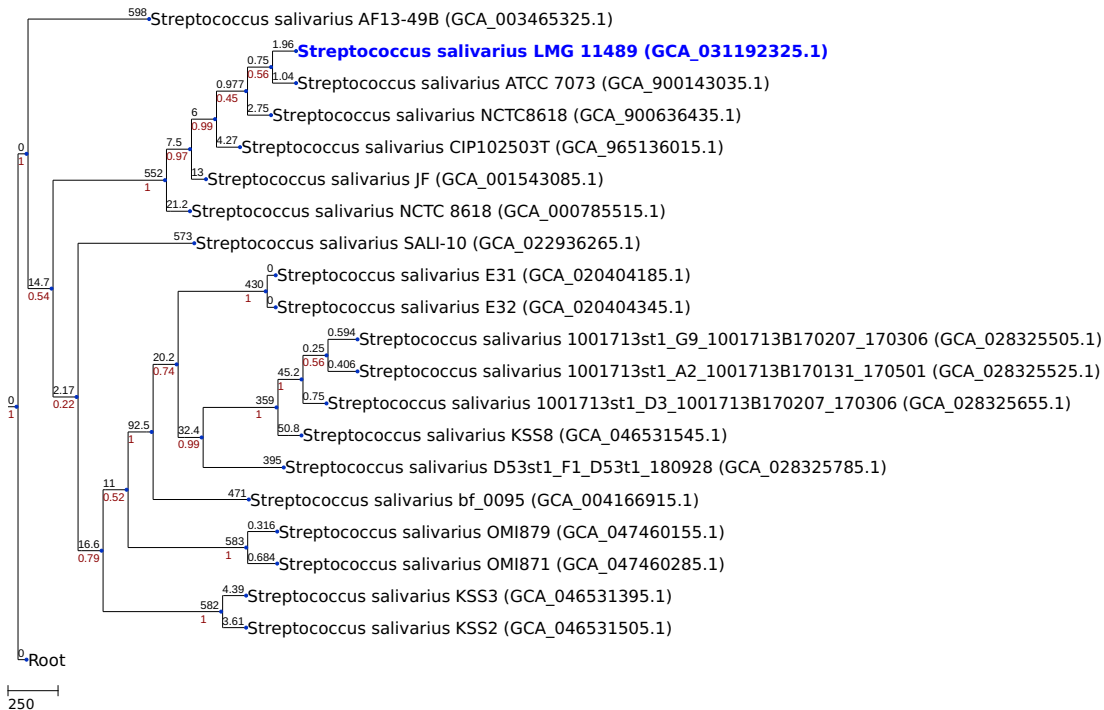 598 Streptococcus salivarius AF13-49B (GCA_003465325.1)
1.96 Streptococcus salivarius LMG 11489 (GCA_031192325.1)
0.75
0.56
1.04 Streptococcus salivarius ATCC 7073 (GCA_900143035.1)
0.977
0.45
2.75 Streptococcus salivarius NCTC8618 (GCA_900636435.1)
6
0.99
4.27 Streptococcus salivarius CIP102503T (GCA_965136015.1)
7.5
0.97
0
1
13 Streptococcus salivarius JF (GCA_001543085.1)
552
1
21.2 Streptococcus salivarius NCTC 8618 (GCA_000785515.1)
573 Streptococcus salivarius SALI-10 (GCA_022936265.1)
0 Streptococcus salivarius E31 (GCA_020404185.1)
14.7
0.54
430
1
0 Streptococcus salivarius E32 (GCA_020404345.1)
0.594 Streptococcus salivarius 1001713st1_G9_1001713B170207_170306 (GCA_028325505.1)
0.25
0.56
20.2
0.74
0.406 Streptococcus salivarius 1001713st1_A2_1001713B170131_170501 (GCA_028325525.1)
45.2
1
2.17
0.22
0.75 Streptococcus salivarius 1001713st1_D3_1001713B170207_170306 (GCA_028325655.1)
0
1
359
1
92.5
1
32.4
0.99
50.8 Streptococcus salivarius KSS8 (GCA_046531545.1)
395 Streptococcus salivarius D53st1_F1_D53t1_180928 (GCA_028325785.1)
11
0.52
471 Streptococcus salivarius bf_0095 (GCA_004166915.1)
0.316 Streptococcus salivarius OMI879 (GCA_047460155.1)
583
1
16.6
0.79
0.684 Streptococcus salivarius OMI871 (GCA_047460285.1)
4.39 Streptococcus salivarius KSS3 (GCA_046531395.1)
582
1
3.61 Streptococcus salivarius KSS2 (GCA_046531505.1)
0 Root
250